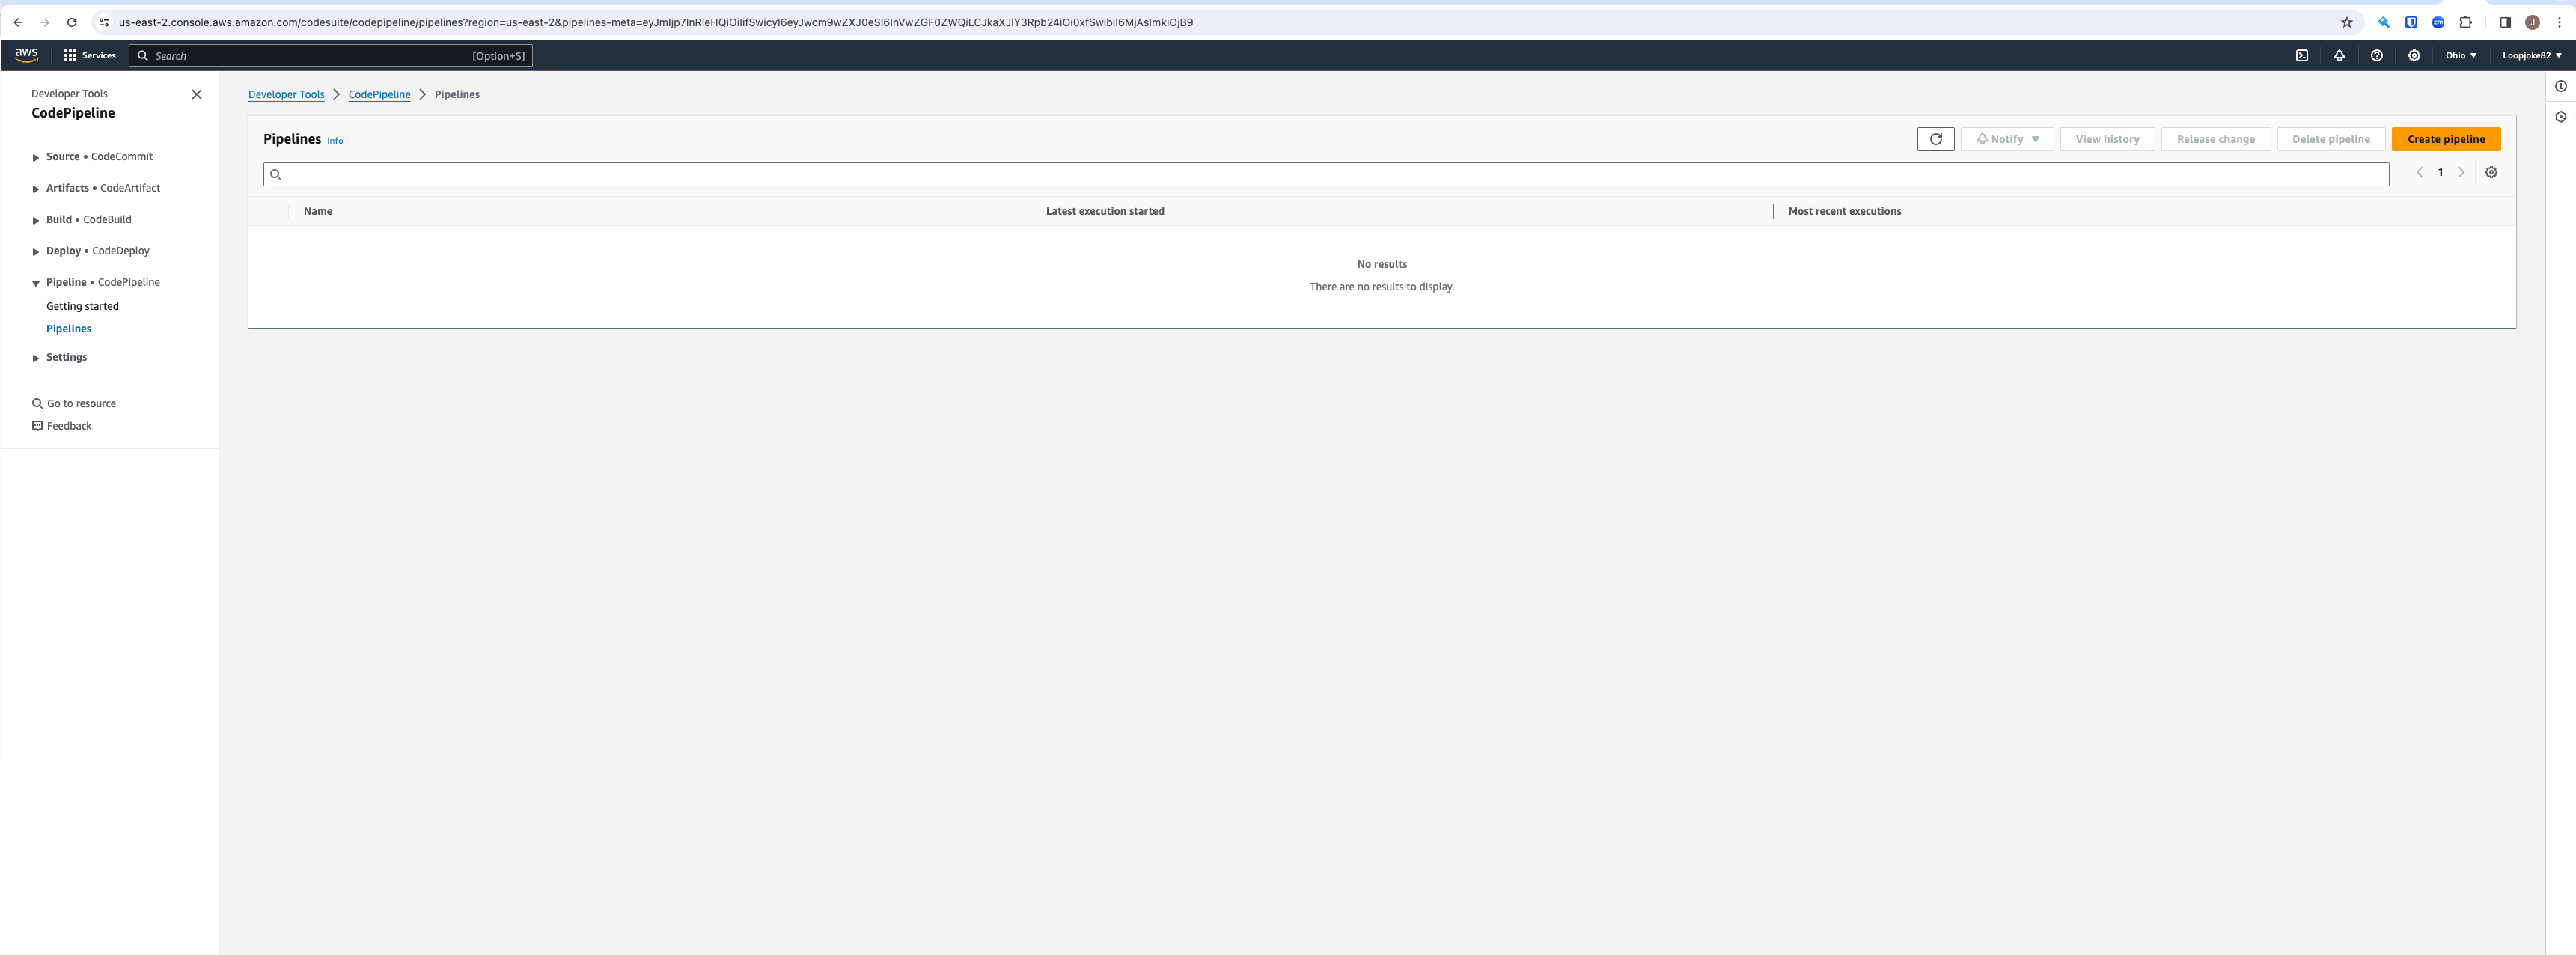 us-east-2.console.aws.amazon.com/codesuite/codepipeline/pipelines?region=us-east-2&pipelines-meta=eyJmIjp7InRleHQiOiIifSwicyI6eyJwcm9wZXJ0eSI6InVwZGF0ZWQiLCJkaXJlY3Rpb24iOi0xfSwibiI6MjAsImkiOjB9
aws Services Search [Option+S] Ohio Loopjoke82
Developer Tools
CodePipeline
Source • CodeCommit
Artifacts • CodeArtifact
Build • CodeBuild
Deploy • CodeDeploy
Pipeline • CodePipeline
Getting started
Pipelines
Settings
Go to resource
Feedback
Developer Tools > CodePipeline > Pipelines
Pipelines Info
Notify View history Release change Delete pipeline Create pipeline
1
Name Latest execution started Most recent executions
No results
There are no results to display.